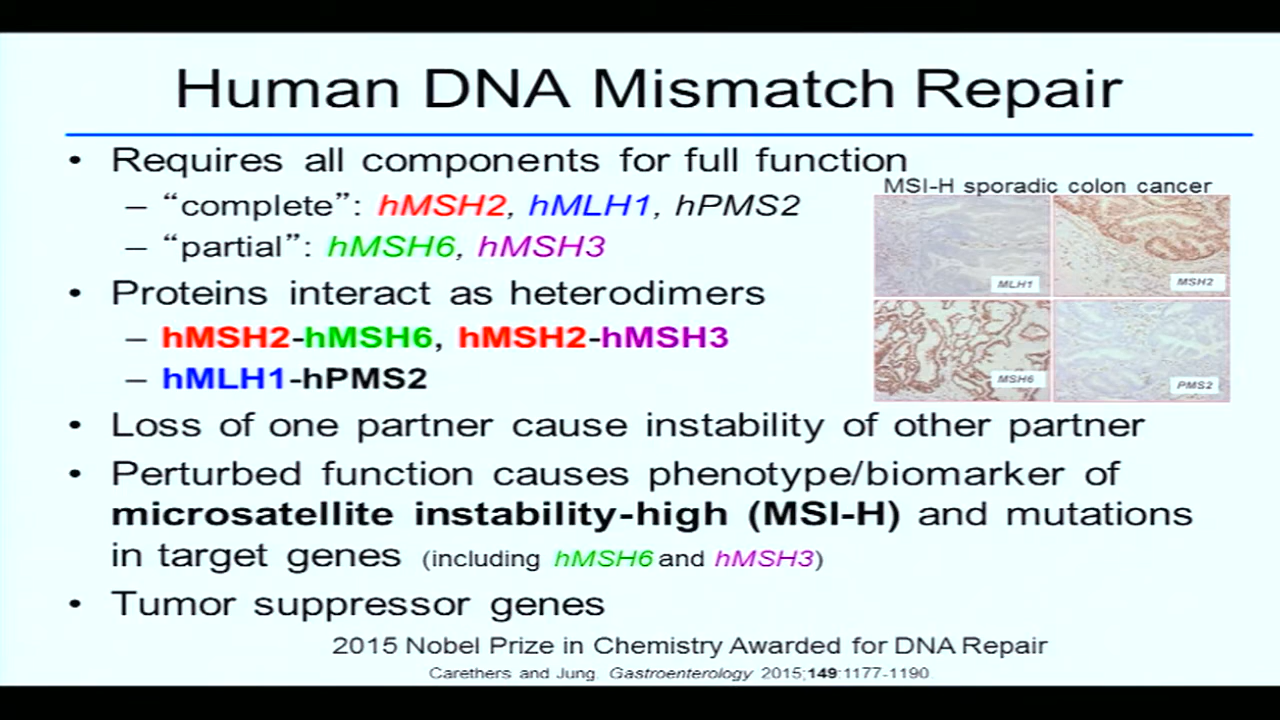 Human DNA Mismatch Repair
• Requires all components for full function
– “complete”: hMSH2, hMLH1, hPMS2
– “partial”: hMSH6, hMSH3
• Proteins interact as heterodimers
– hMSH2-hMSH6, hMSH2-hMSH3
– hMLH1-hPMS2
MSI-H sporadic colon cancer
MLH1
MSH2
MSH6
PMS2
• Loss of one partner cause instability of other partner
• Perturbed function causes phenotype/biomarker of
microsatellite instability-high (MSI-H) and mutations
in target genes (including hMSH6 and hMSH3)
• Tumor suppressor genes
2015 Nobel Prize in Chemistry Awarded for DNA Repair
Carethers and Jung. Gastroenterology 2015;149:1177-1190.